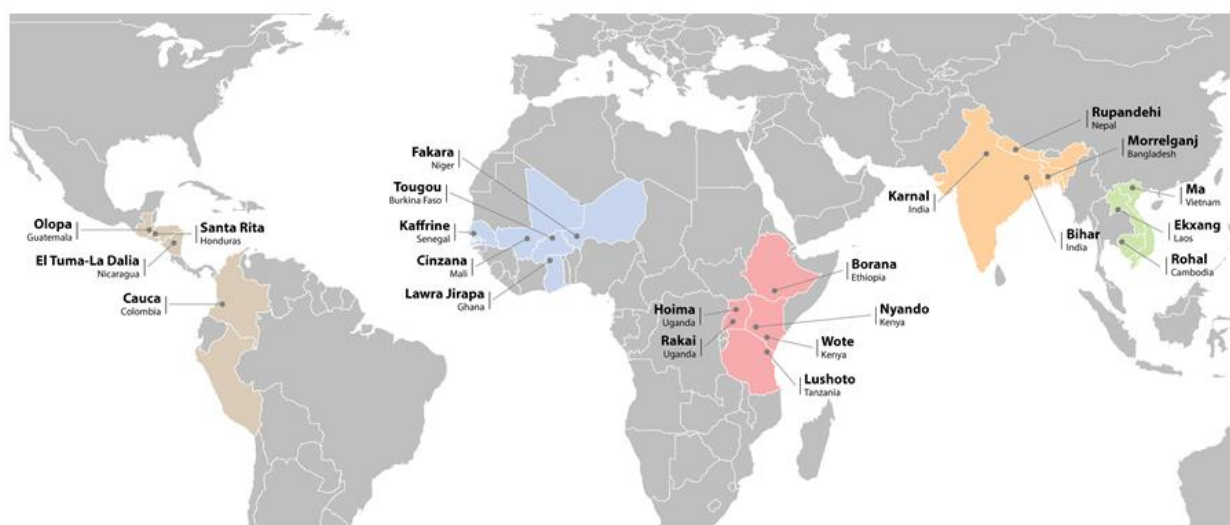 Olopa
Guatemala
Santa Rita
Honduras
El Tuma-La Dalia
Nicaragua
Cauca
Colombia
Fakara
Niger
Tougou
Burkina Faso
Kaffrine
Senegal
Cinzana
Mali
Lawra Jirapa
Ghana
Borana
Ethiopia
Hoima
Uganda
Nyando
Kenya
Rakai
Uganda
Wote
Kenya
Lushoto
Tanzania
Rupandehi
Nepal
Morrelganj
Bangladesh
Karnal
India
Bihar
India
Ma
Vietnam
Ekxang
Laos
Rohal
Cambodia